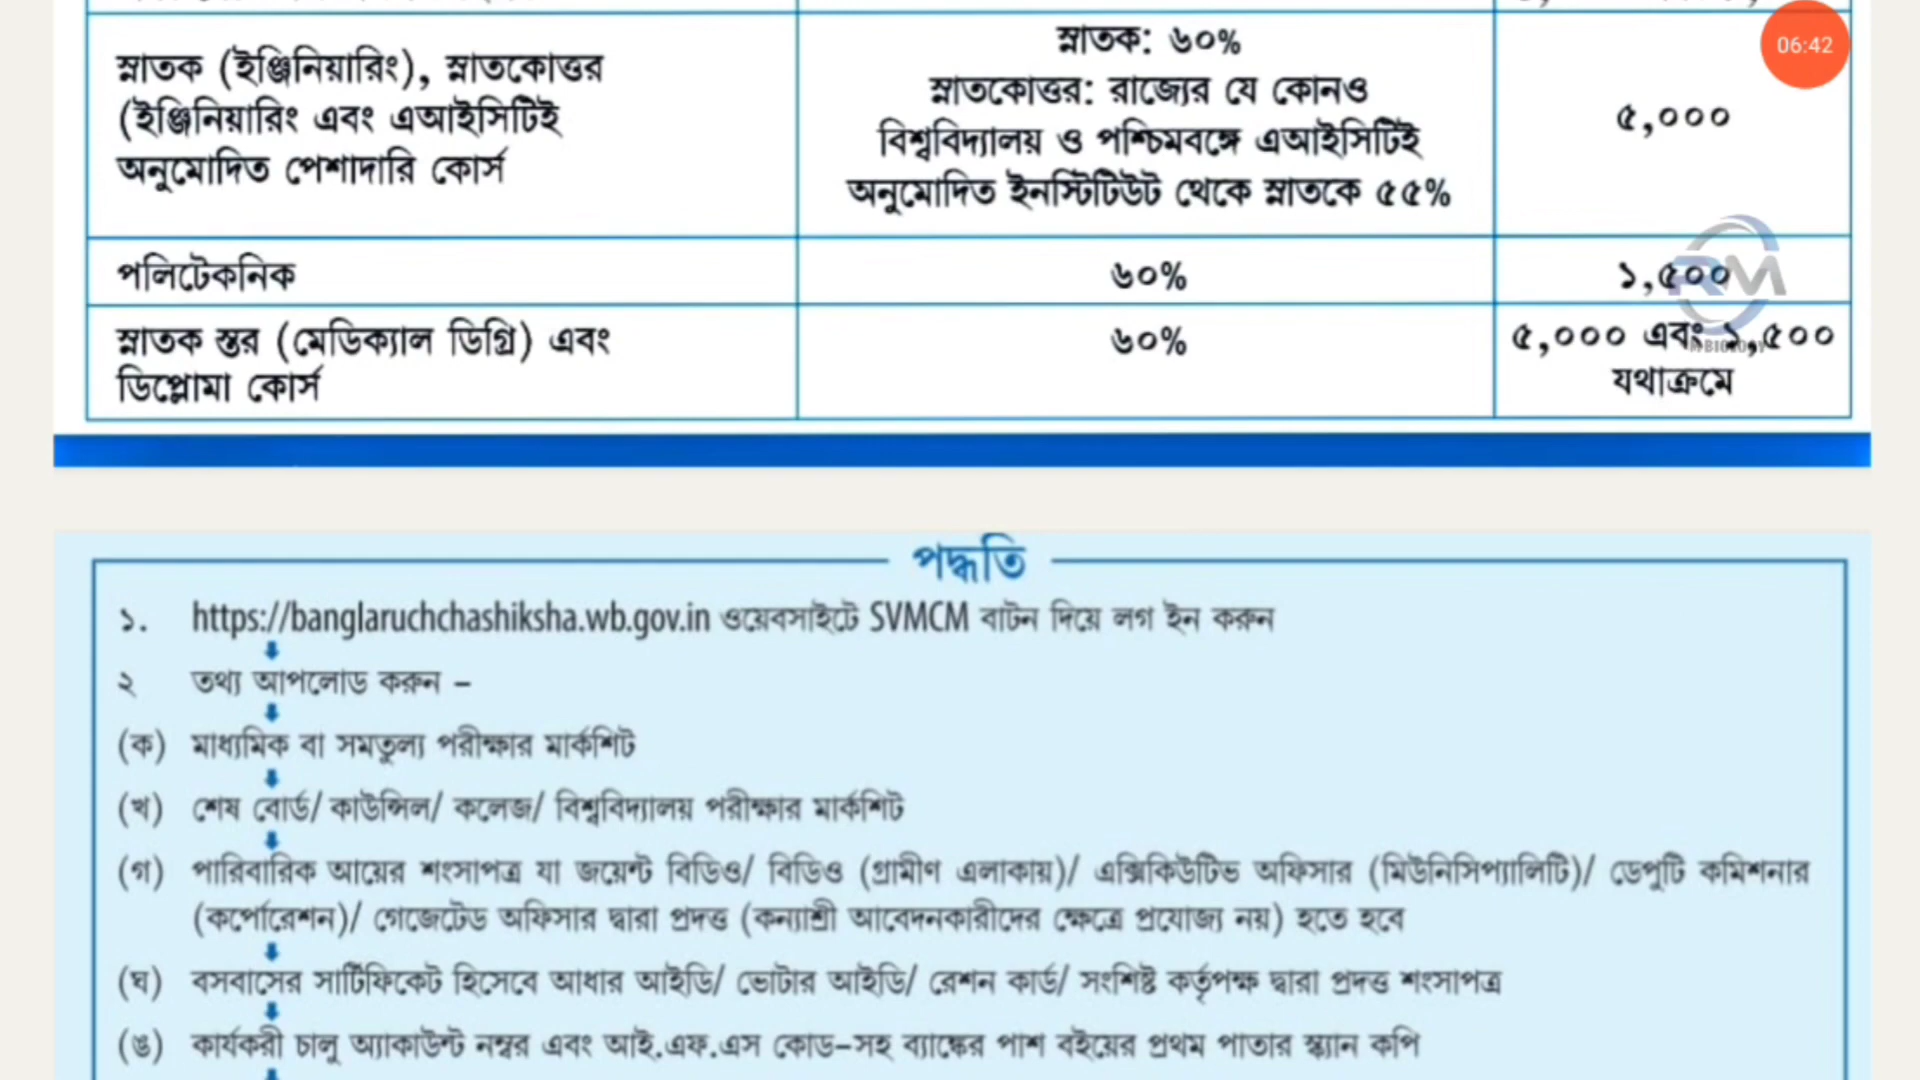 স্নাতক (ইঞ্জিনিয়ারিং), স্নাতকোত্তর
(ইঞ্জিনিয়ারিং এবং এআইসিটিই
অনুমোদিত পেশাদারি কোর্স
স্নাতক: ৬০%
স্নাতকোত্তর: রাজ্যের যে কোনও
বিশ্ববিদ্যালয় ও পশ্চিমবঙ্গে এআইসিটিই
অনুমোদিত ইনস্টিটিউট থেকে স্নাতকে ৫৫%
৫,০০০
06:42
পলিটেকনিক
৬০%
১,৫০০
RM
স্নাতক স্তর (মেডিক্যাল ডিগ্রি) এবং
ডিপ্লোমা কোর্স
৬০%
৫,০০০ এবং ১,৫০০
যথাক্রমে
পদ্ধতি
১. https://banglaruchchashiksha.wb.gov.in ওয়েবসাইটে SVMCM বাটন দিয়ে লগ ইন করুন
২ তথ্য আপলোড করুন –
(ক) মাধ্যমিক বা সমতুল্য পরীক্ষার মার্কশিট
(খ) শেষ বোর্ড/ কাউন্সিল/ কলেজ/ বিশ্ববিদ্যালয় পরীক্ষার মার্কশিট
(গ) পারিবারিক আয়ের শংসাপত্র যা জয়েন্ট বিডিও/ বিডিও (গ্রামীণ এলাকায়)/ এক্সিকিউটিভ অফিসার (মিউনিসিপ্যালিটি)/ ডেপুটি কমিশনার
(কর্পোরেশন)/ গেজেটেড অফিসার দ্বারা প্রদত্ত (কন্যাশ্রী আবেদনকারীদের ক্ষেত্রে প্রযোজ্য নয়) হতে হবে
(ঘ) বসবাসের সার্টিফিকেট হিসেবে আধার আইডি/ ভোটার আইডি/ রেশন কার্ড/ সংশিষ্ট কর্তৃপক্ষ দ্বারা প্রদত্ত শংসাপত্র
(ঙ) কার্যকরী চালু অ্যাকাউন্ট নম্বর এবং আই.এফ.এস কোড–সহ ব্যাঙ্কের পাশ বইয়ের প্রথম পাতার স্ক্যান কপি